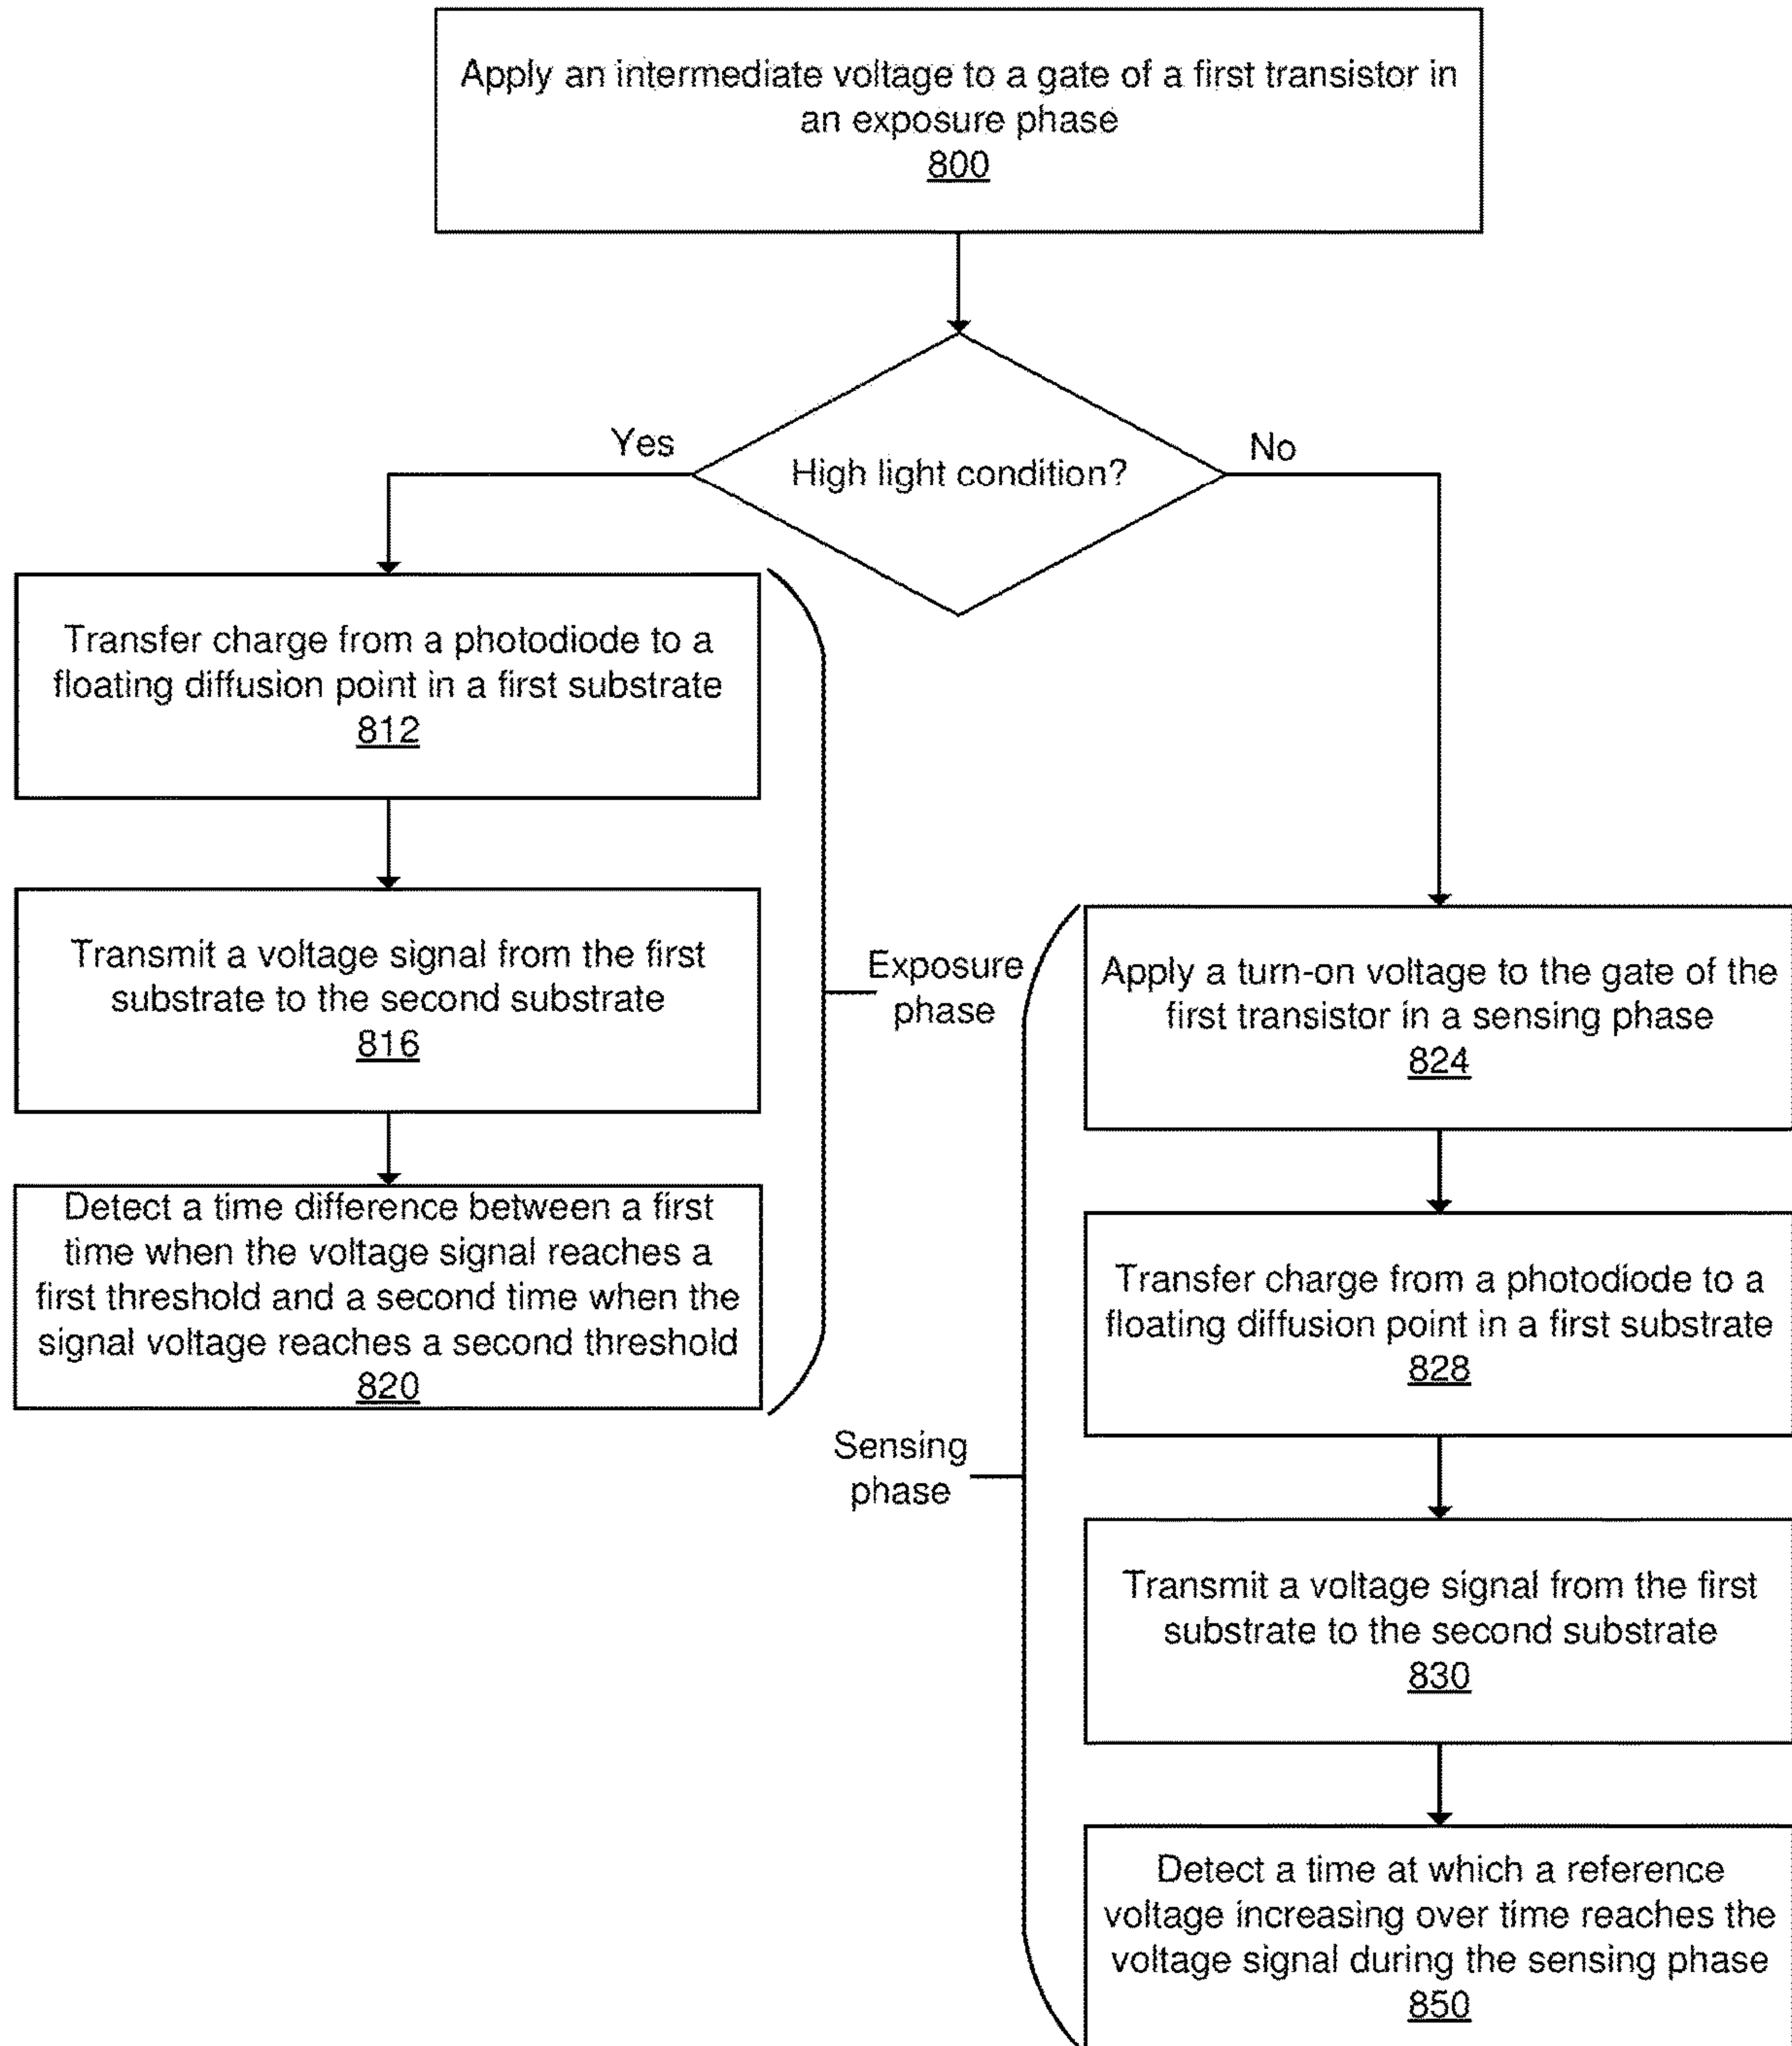 Apply an intermediate voltage to a gate of a first transistor in
an exposure phase
800
High light condition?
Yes
No
Transfer charge from a photodiode to a
floating diffusion point in a first substrate
812
Transmit a voltage signal from the first
substrate to the second substrate
816
Detect a time difference between a first
time when the voltage signal reaches a
first threshold and a second time when the
signal voltage reaches a second threshold
820
Exposure
phase
Sensing
phase
Apply a turn-on voltage to the gate of the
first transistor in a sensing phase
824
Transfer charge from a photodiode to a
floating diffusion point in a first substrate
828
Transmit a voltage signal from the first
substrate to the second substrate
830
Detect a time at which a reference
voltage increasing over time reaches the
voltage signal during the sensing phase
850